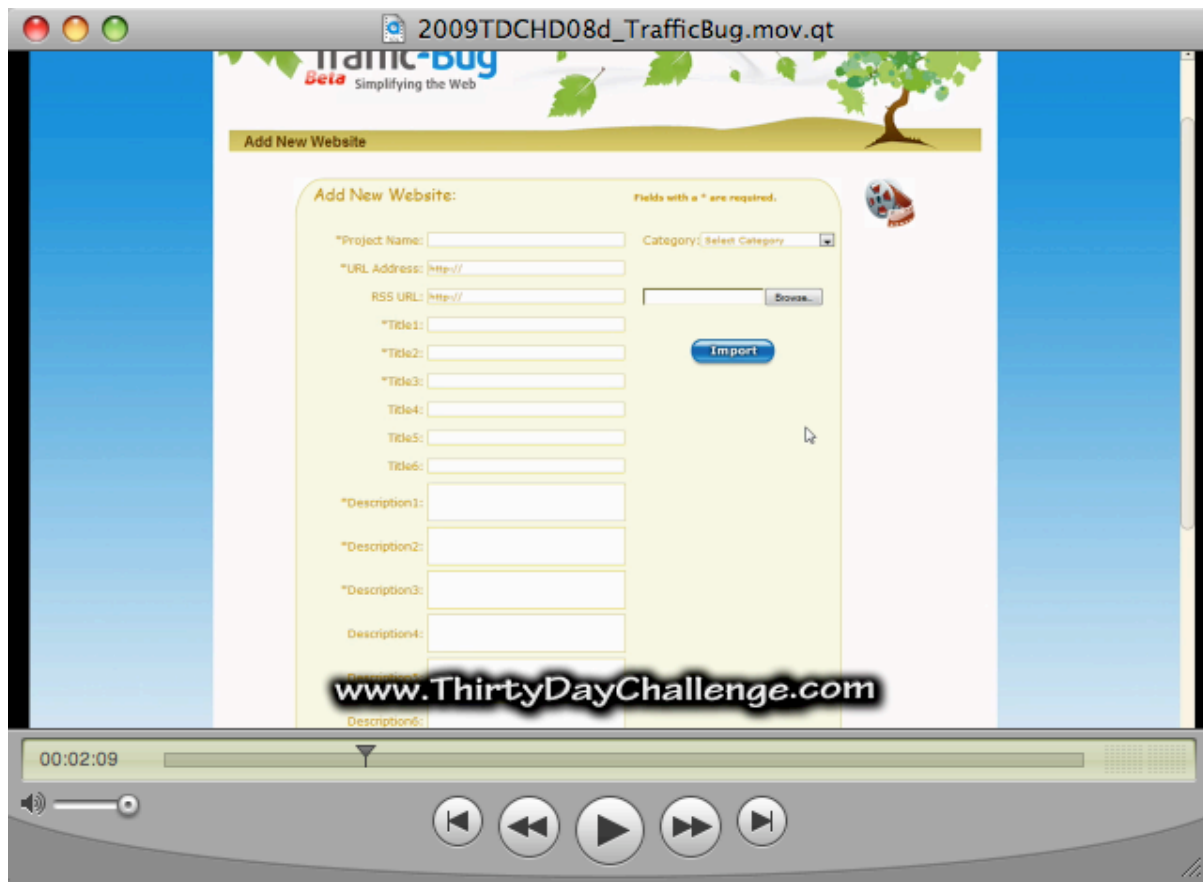 2009TDCHD08d_TrafficBug.mov.qt
Traffic-Bug
Beta Simplifying the Web
Add New Website
Add New Website:
Fields with a * are required.
*Project Name:
Category: Select Category
*URL Address: http://
RSS URL: http://
Browse..
*Title1:
*Title2:
Import
*Title3:
Title4:
Title5:
Title6:
*Description1:
*Description2:
*Description3:
Description4:
www.ThirtyDayChallenge.com
Description6:
00:02:09